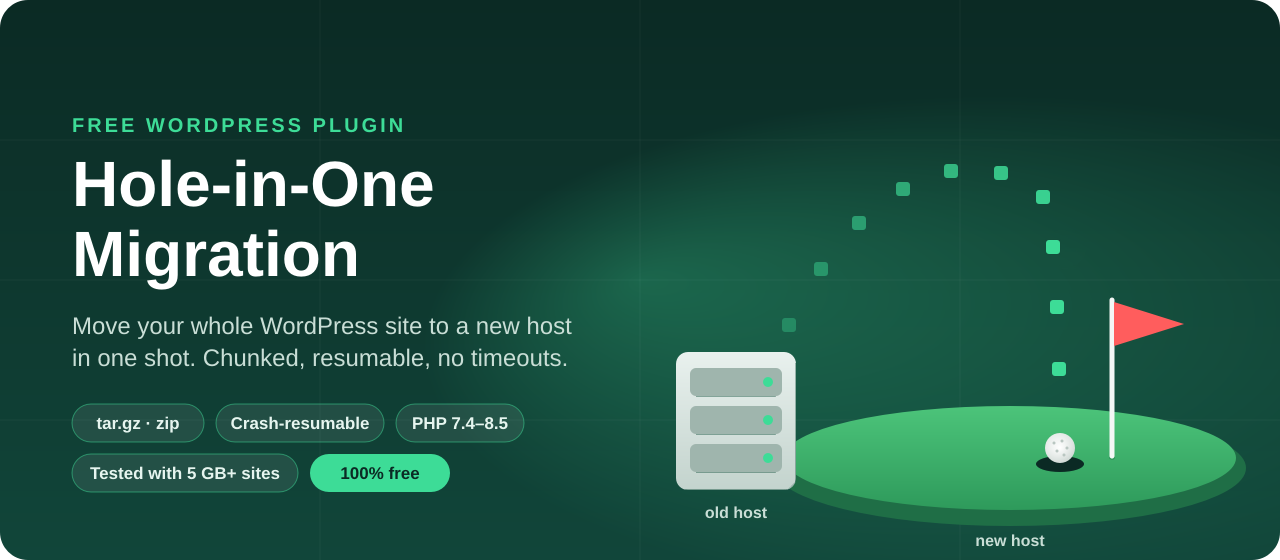 FREE WORDPRESS PLUGIN
Hole-in-One
Migration
Move your whole WordPress site to a new host
in one shot. Chunked, resumable, no timeouts.
tar.gz · zip
Crash-resumable
PHP 7.4–8.5
Tested with 5 GB+ sites
100% free
old host
new host